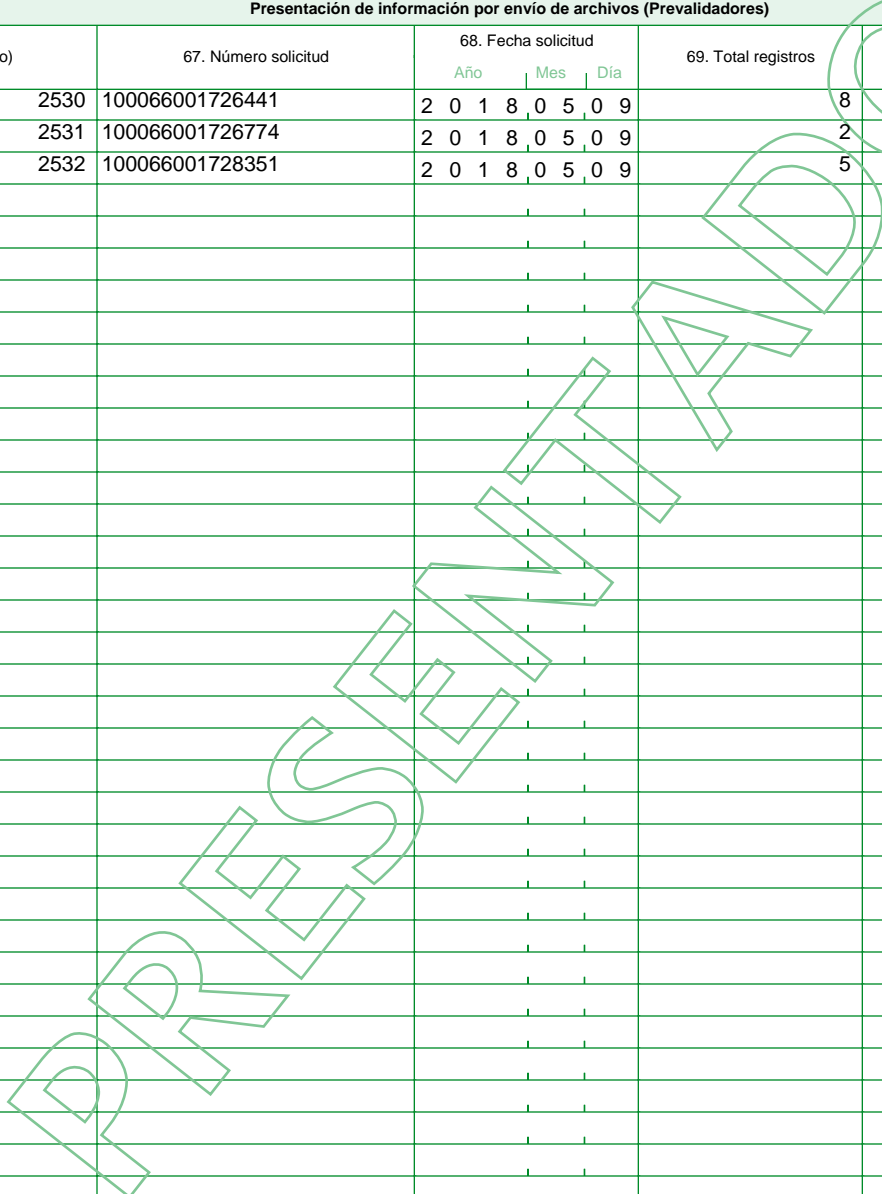 Presentación de información por envío de archivos (Prevalidadores)
o) 67. Número solicitud 68. Fecha solicitud 69. Total registros
Año Mes Día
2530 100066001726441 2 0 1 8 0 5 0 9 8
2531 100066001726774 2 0 1 8 0 5 0 9 2
2532 100066001728351 2 0 1 8 0 5 0 9 5
PRESENTADO